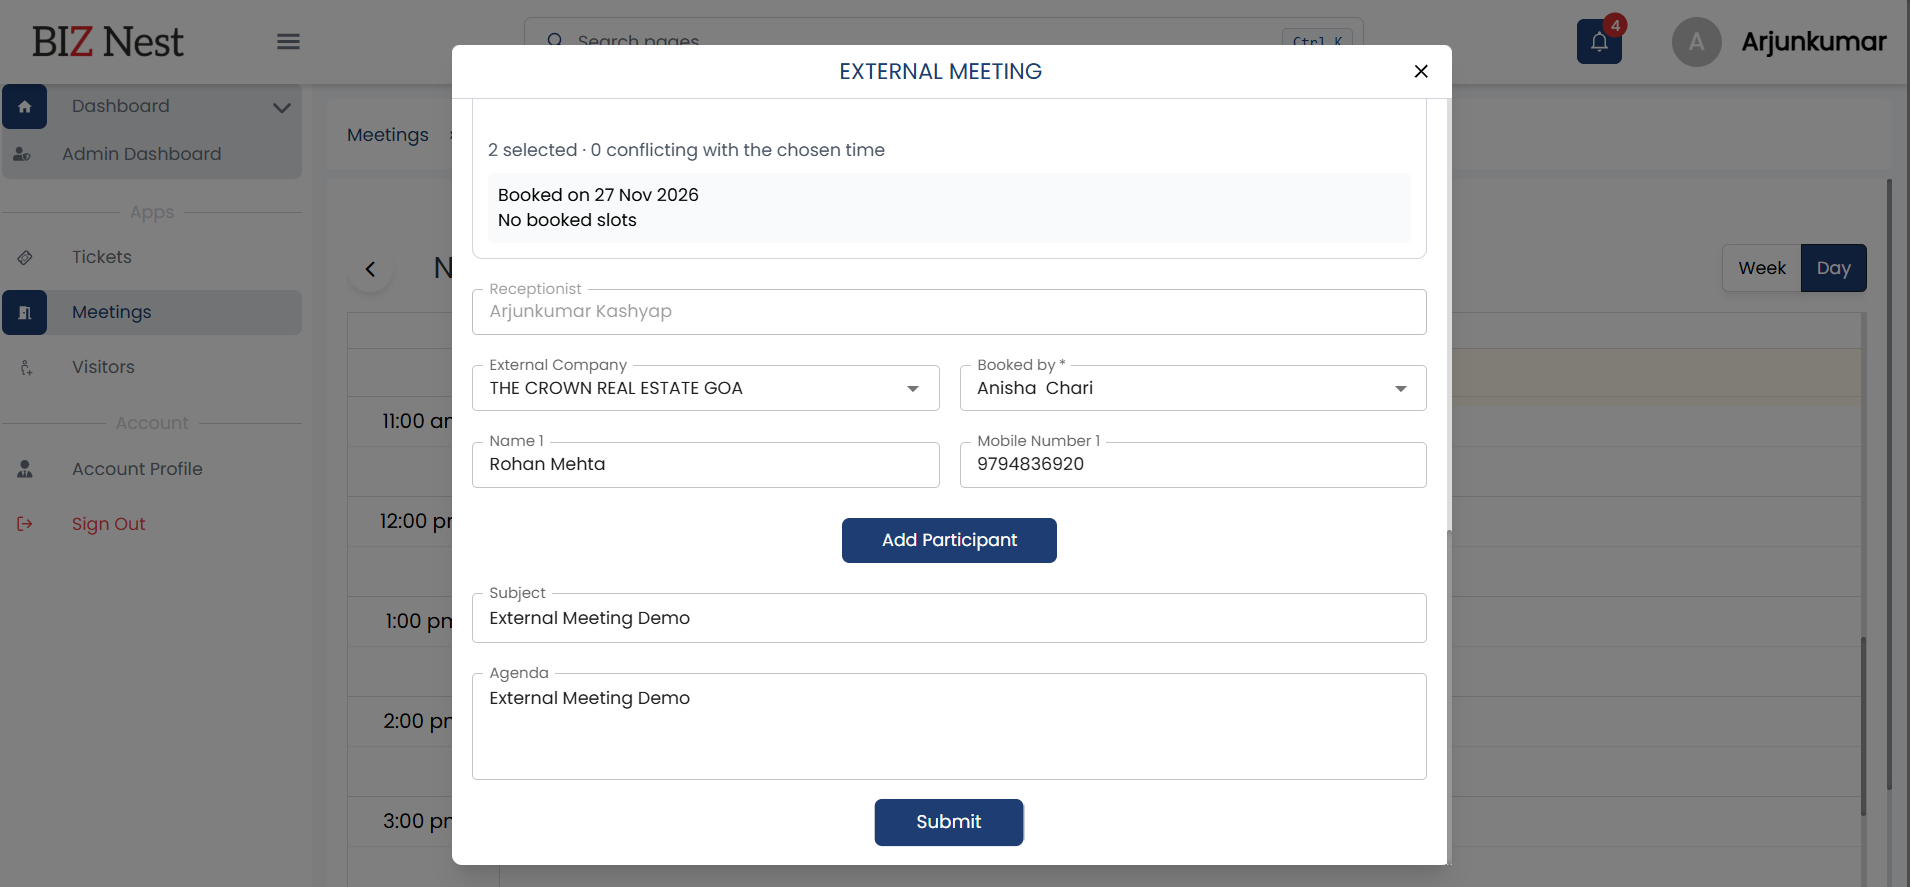 BIZ Nest
Search pages
Ctrl K
4
A
Arjunkumar
Dashboard
Admin Dashboard
Apps
Tickets
Meetings
Visitors
Account
Account Profile
Sign Out
Meetings
N
Week
Day
11:00 am
12:00 pm
1:00 pm
2:00 pm
3:00 pm
EXTERNAL MEETING
2 selected · 0 conflicting with the chosen time
Booked on 27 Nov 2026
No booked slots
Receptionist
Arjunkumar Kashyap
External Company
THE CROWN REAL ESTATE GOA
Booked by *
Anisha Chari
Name 1
Rohan Mehta
Mobile Number 1
9794836920
Add Participant
Subject
External Meeting Demo
Agenda
External Meeting Demo
Submit